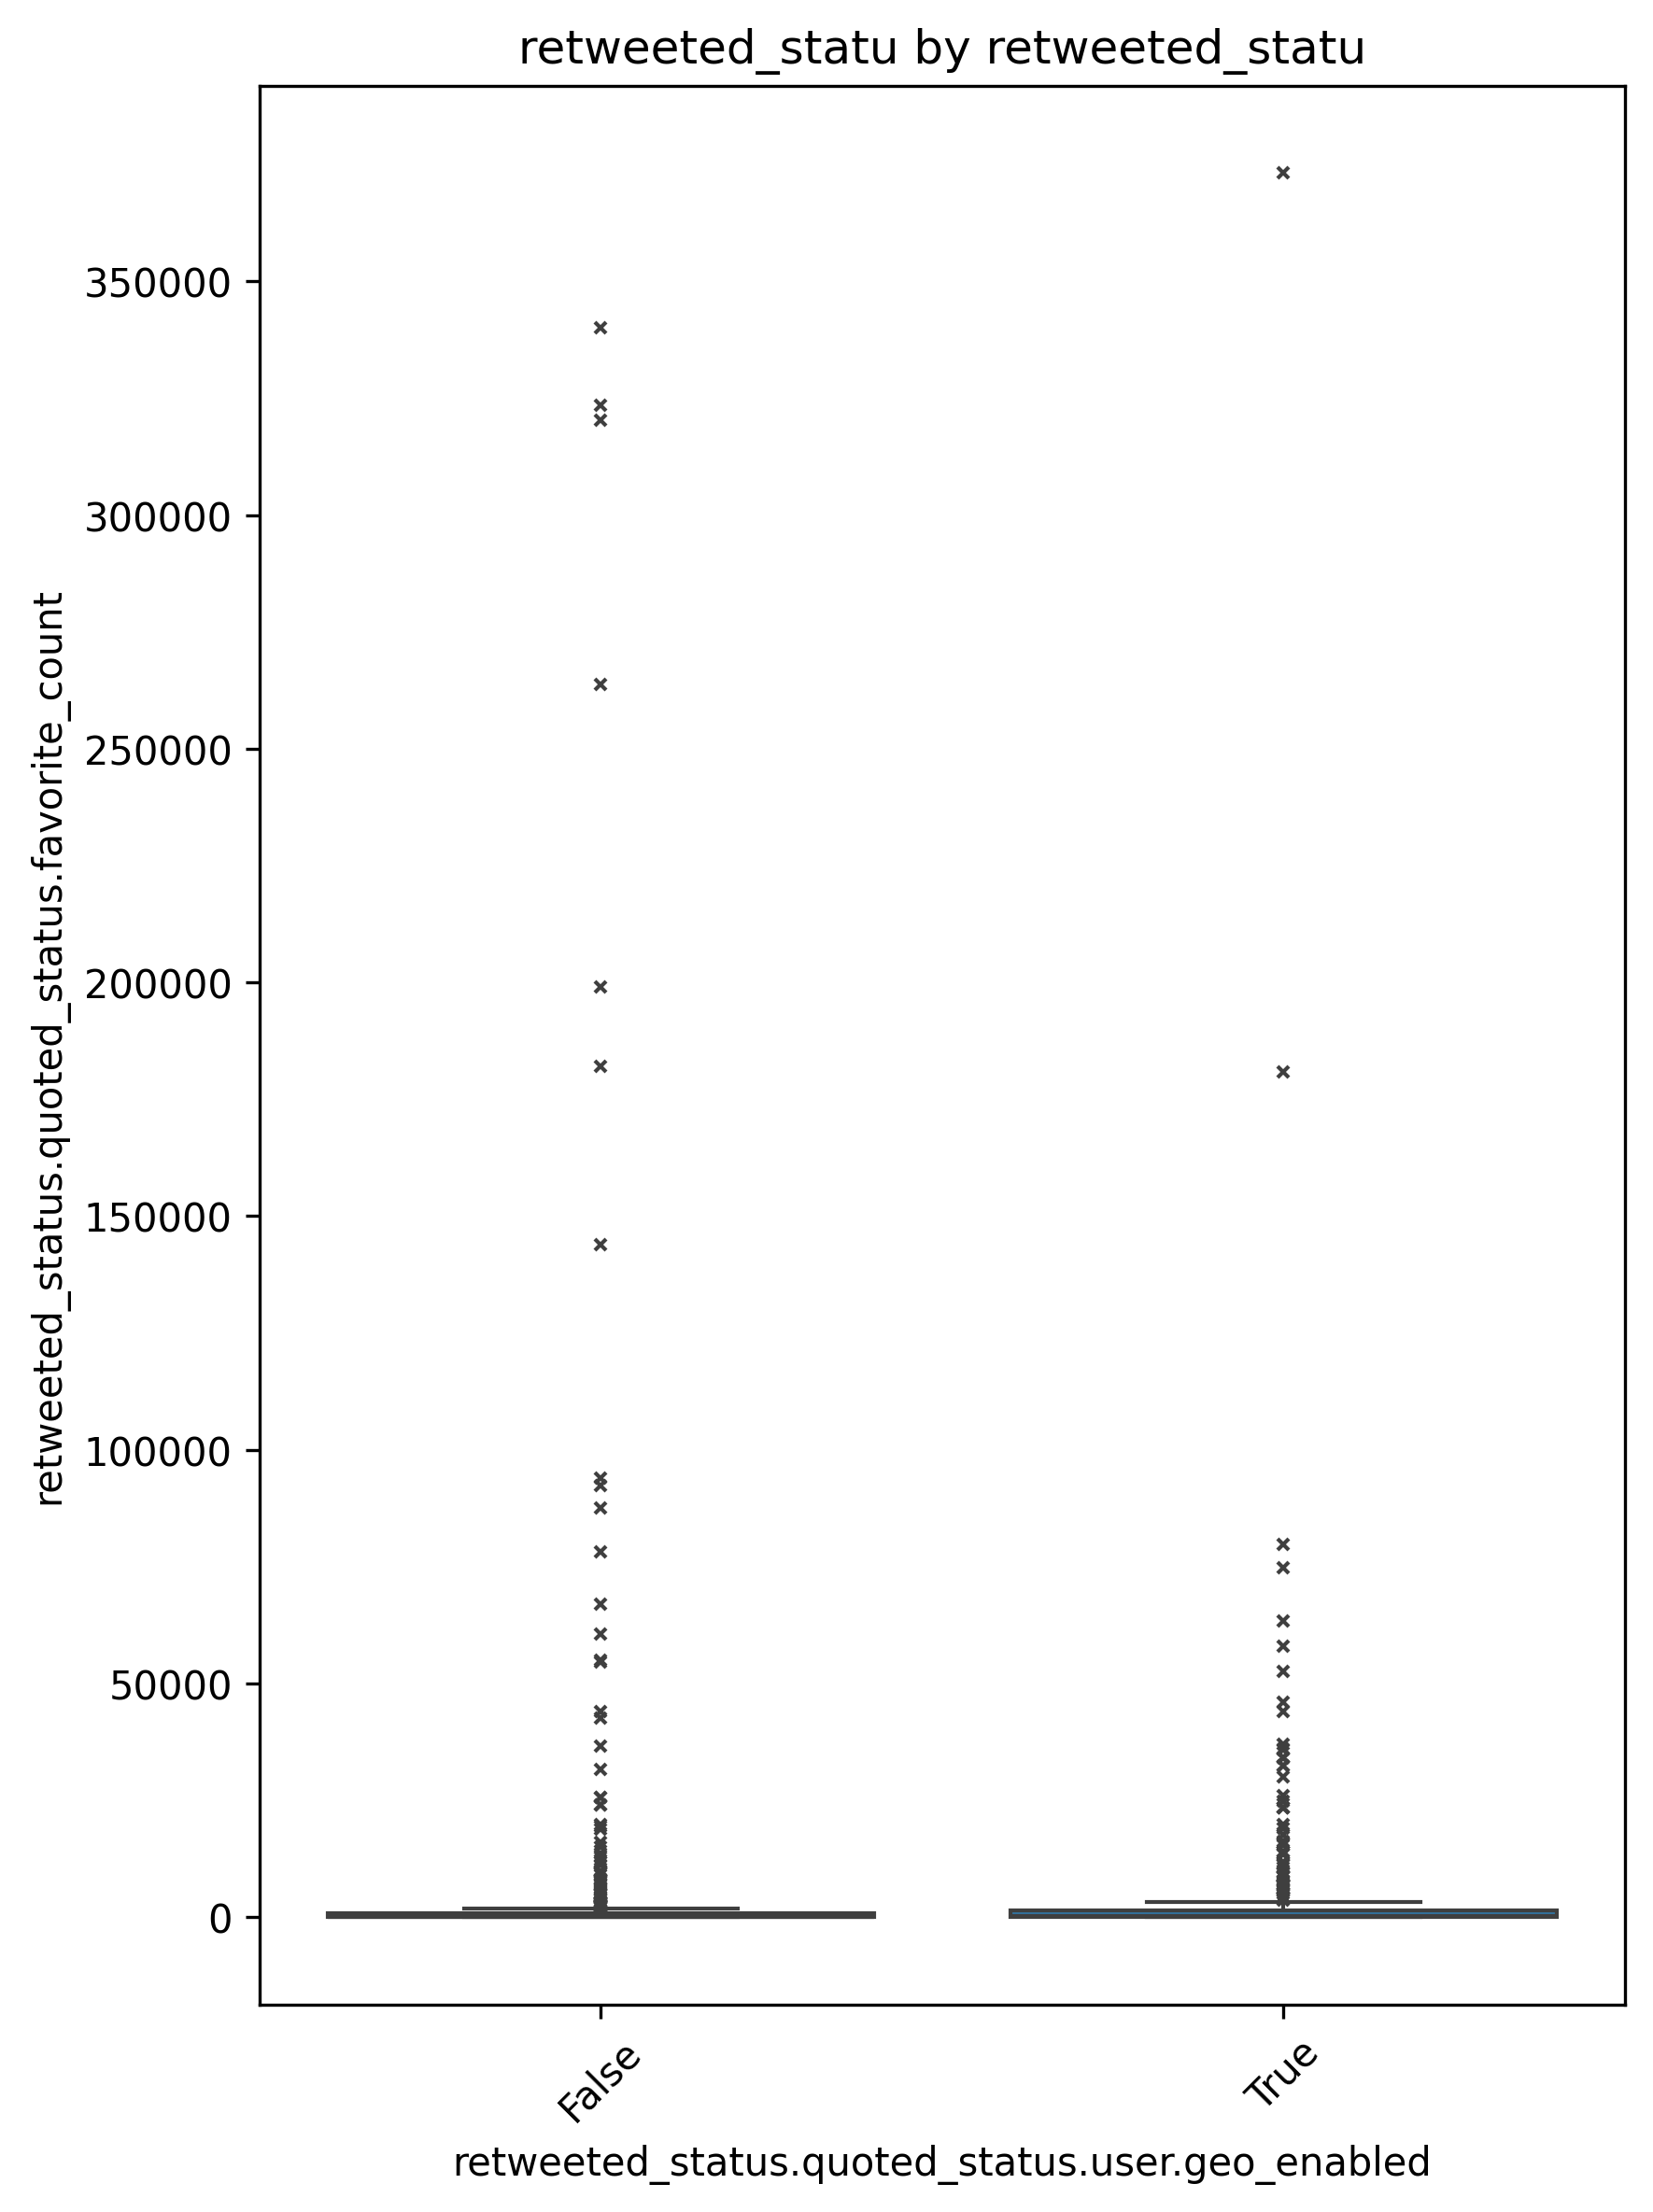 retweeted_statu by retweeted_statu
retweeted_status.quoted_status.favorite_count
350000
300000
250000
200000
150000
100000
50000
0
False
True
retweeted_status.quoted_status.user.geo_enabled